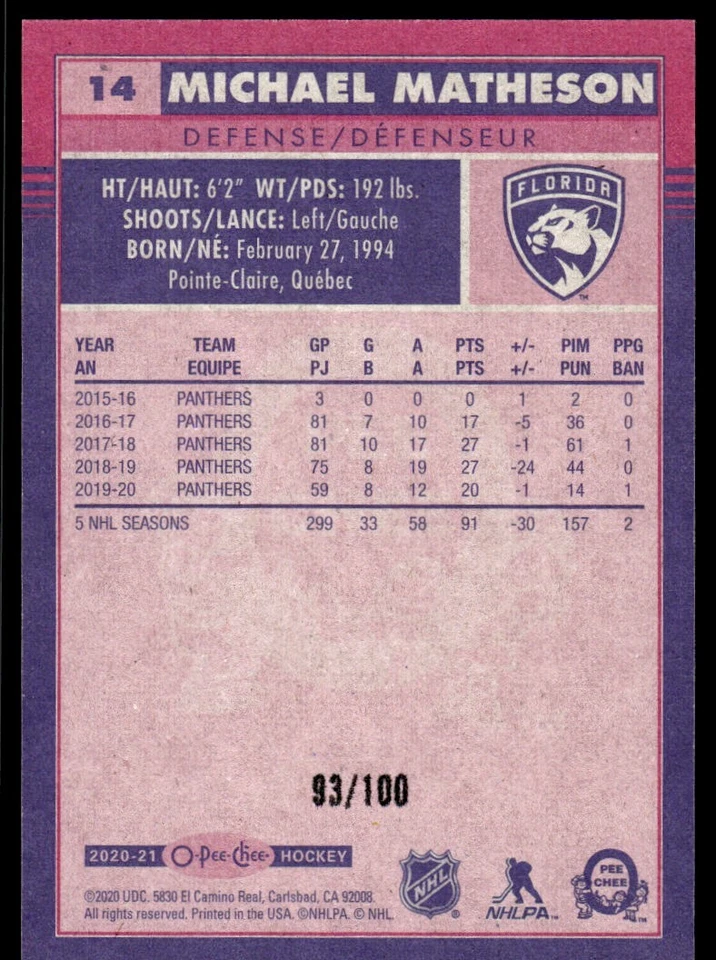 14 MICHAEL MATHESON
DEFENSE/DÉFENSEUR
HT/HAUT: 6'2" WT/PDS: 192 lbs.
SHOOTS/LANCE: Left/Gauche
BORN/NÉ: February 27, 1994
Pointe-Claire, Québec
FLORIDA
TM
YEAR TEAM GP G A PTS +/- PIM PPG
AN EQUIPE PJ B A PTS +/- PUN BAN
2015-16 PANTHERS 3 0 0 0 1 2 0
2016-17 PANTHERS 81 7 10 17 -5 36 0
2017-18 PANTHERS 81 10 17 27 -1 61 1
2018-19 PANTHERS 75 8 19 27 -24 44 0
2019-20 PANTHERS 59 8 12 20 -1 14 1
5 NHL SEASONS 299 33 58 91 -30 157 2
93/100
2020-21 O-Pee-Chee HOCKEY
©2020 UDC. 5830 El Camino Real, Carlsbad, CA 92008.
All rights reserved. Printed in the USA. ©NHLPA. © NHL.
NHL ®
NHLPA TM
O PEE CHEE TM